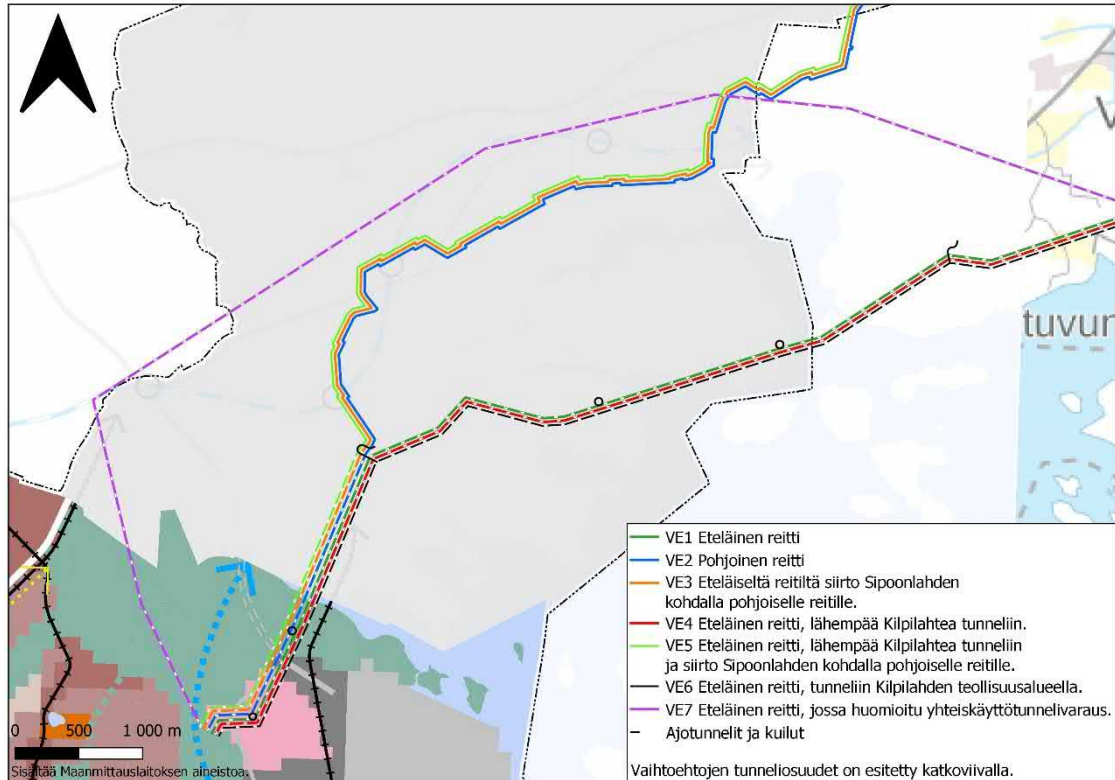 V
tuvun
VE1 Eteläinen reitti
VE2 Pohjoinen reitti
VE3 Eteläiseltä reitiltä siirto Sipoonlahden
kohdalla pohjoiselle reitille.
VE4 Eteläinen reitti, lähempää Kilpilahtea tunneliin.
VE5 Eteläinen reitti, lähempää Kilpilahtea tunneliin
ja siirto Sipoonlahden kohdalla pohjoiselle reitille.
VE6 Eteläinen reitti, tunneliin Kilpilahden teollisuusalueella.
VE7 Eteläinen reitti, jossa huomioitu yhteiskäyttötunnelivaraus.
Ajotunnelit ja kuilut
Vaihtoehtojen tunneliosuudet on esitetty katkoviivalla.
0 500 1 000 m
Sisältää Maanmittauslaitoksen aineistoa.